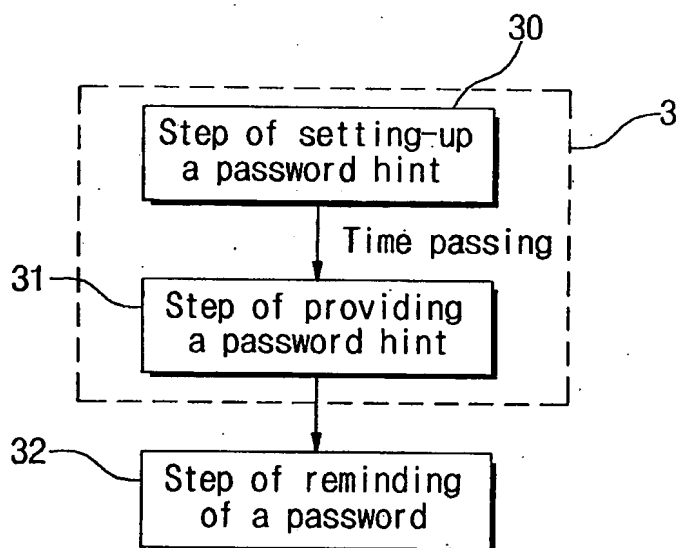 30
Step of setting-up
a password hint
3
Time passing
31
Step of providing
a password hint
32
Step of reminding
of a password